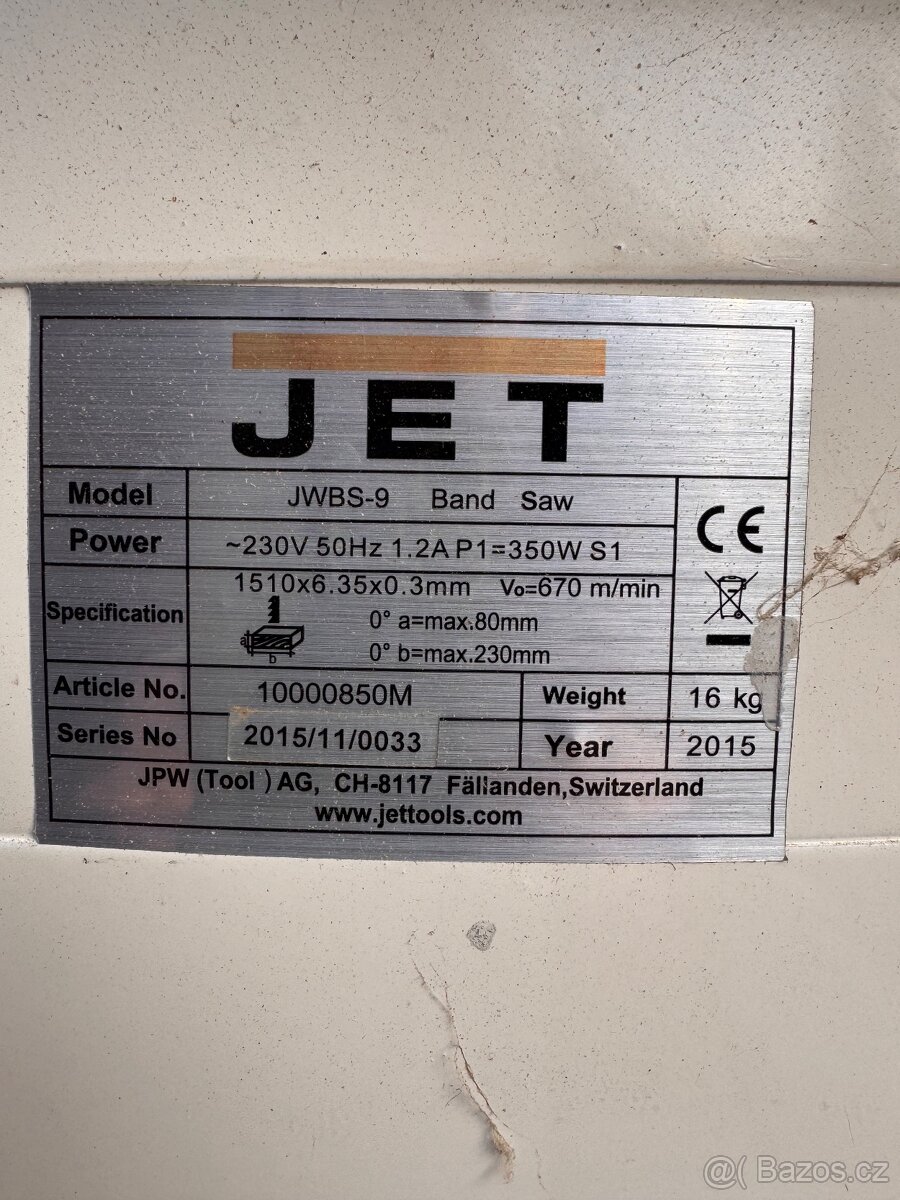 JET
Model JWBS-9 Band Saw
Power ~230V 50Hz 1.2A P1=350W S1
CE
Specification 1510x6.35x0.3mm Vo=670 m/min
0° a=max.80mm
0° b=max.230mm
a
b
Article No. 10000850M Weight 16 kg
Series No 2015/11/0033 Year 2015
JPW (Tool ) AG, CH-8117 Fällanden,Switzerland
www.jettools.com
@( Bazos.cz